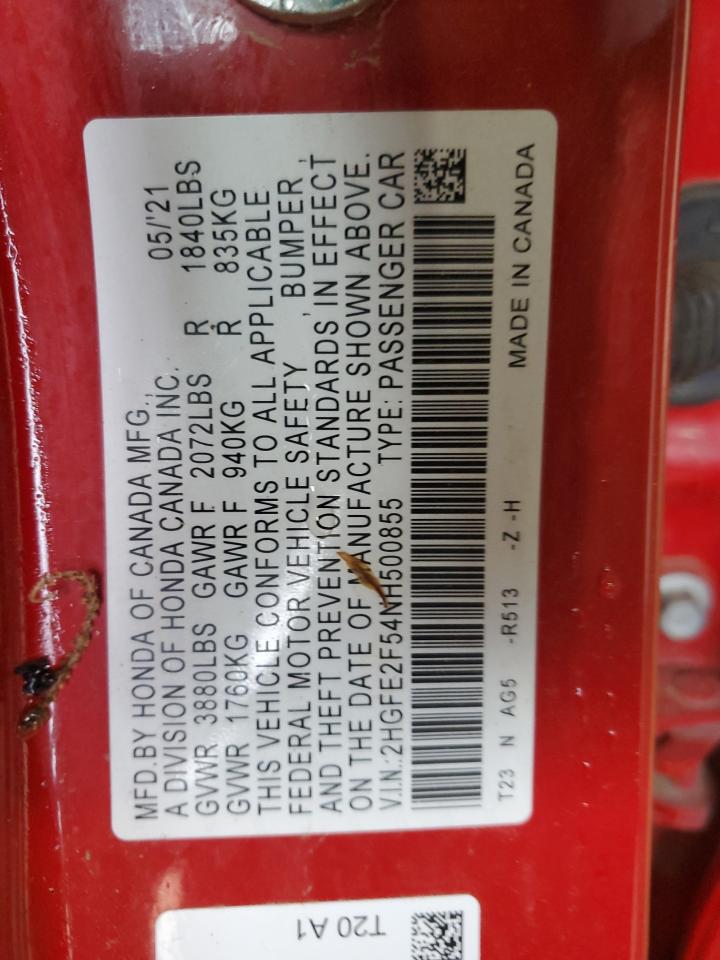 MFD.BY HONDA OF CANADA MFG.,
A DIVISION OF HONDA CANADA INC. 05/'21
GVWR 3880LBS GAWR F 2072LBS R 1840LBS
GVWR 1760KG GAWR F 940KG R 835KG
THIS VEHICLE CONFORMS TO ALL APPLICABLE
FEDERAL MOTOR VEHICLE SAFETY , BUMPER ,
AND THEFT PREVENTION STANDARDS IN EFFECT
ON THE DATE OF MANUFACTURE SHOWN ABOVE.
V.I.N.:2HGFE2F54NH500855 TYPE: PASSENGER CAR
T23 N AG5 -R513 -Z -H MADE IN CANADA
T20 A1